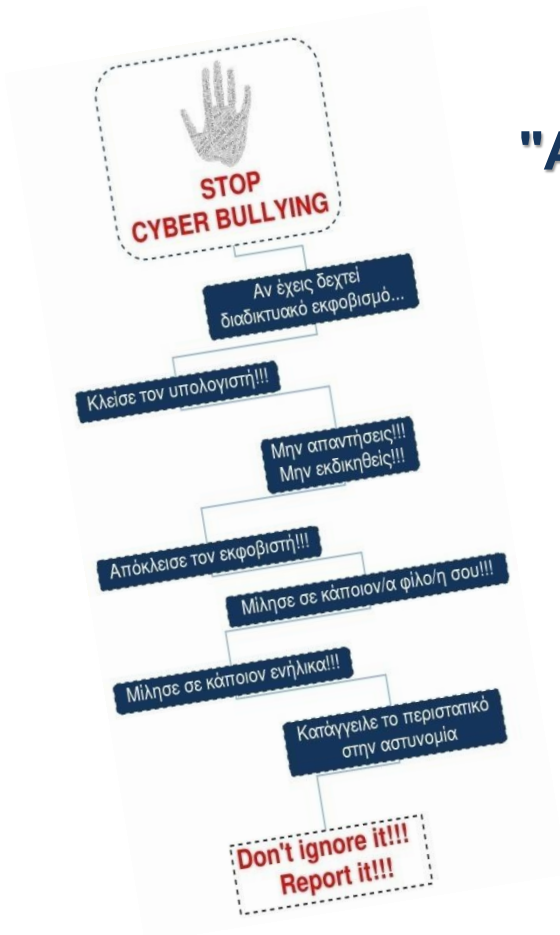 STOP
CYBER BULLYING
Αν έχεις δεχτεί
διαδικτυακό εκφοβισμό...
Κλείσε τον υπολογιστή!!!
Μην απαντήσεις!!!
Μην εκδικηθείς!!!
Απόκλεισε τον εκφοβιστή!!!
Μίλησε σε κάποιον/α φίλο/η σου!!!
Μίλησε σε κάποιον ενήλικα!!!
Κατάγγειλε το περιστατικό
στην αστυνομία
Don't ignore it!!!
Report it!!!